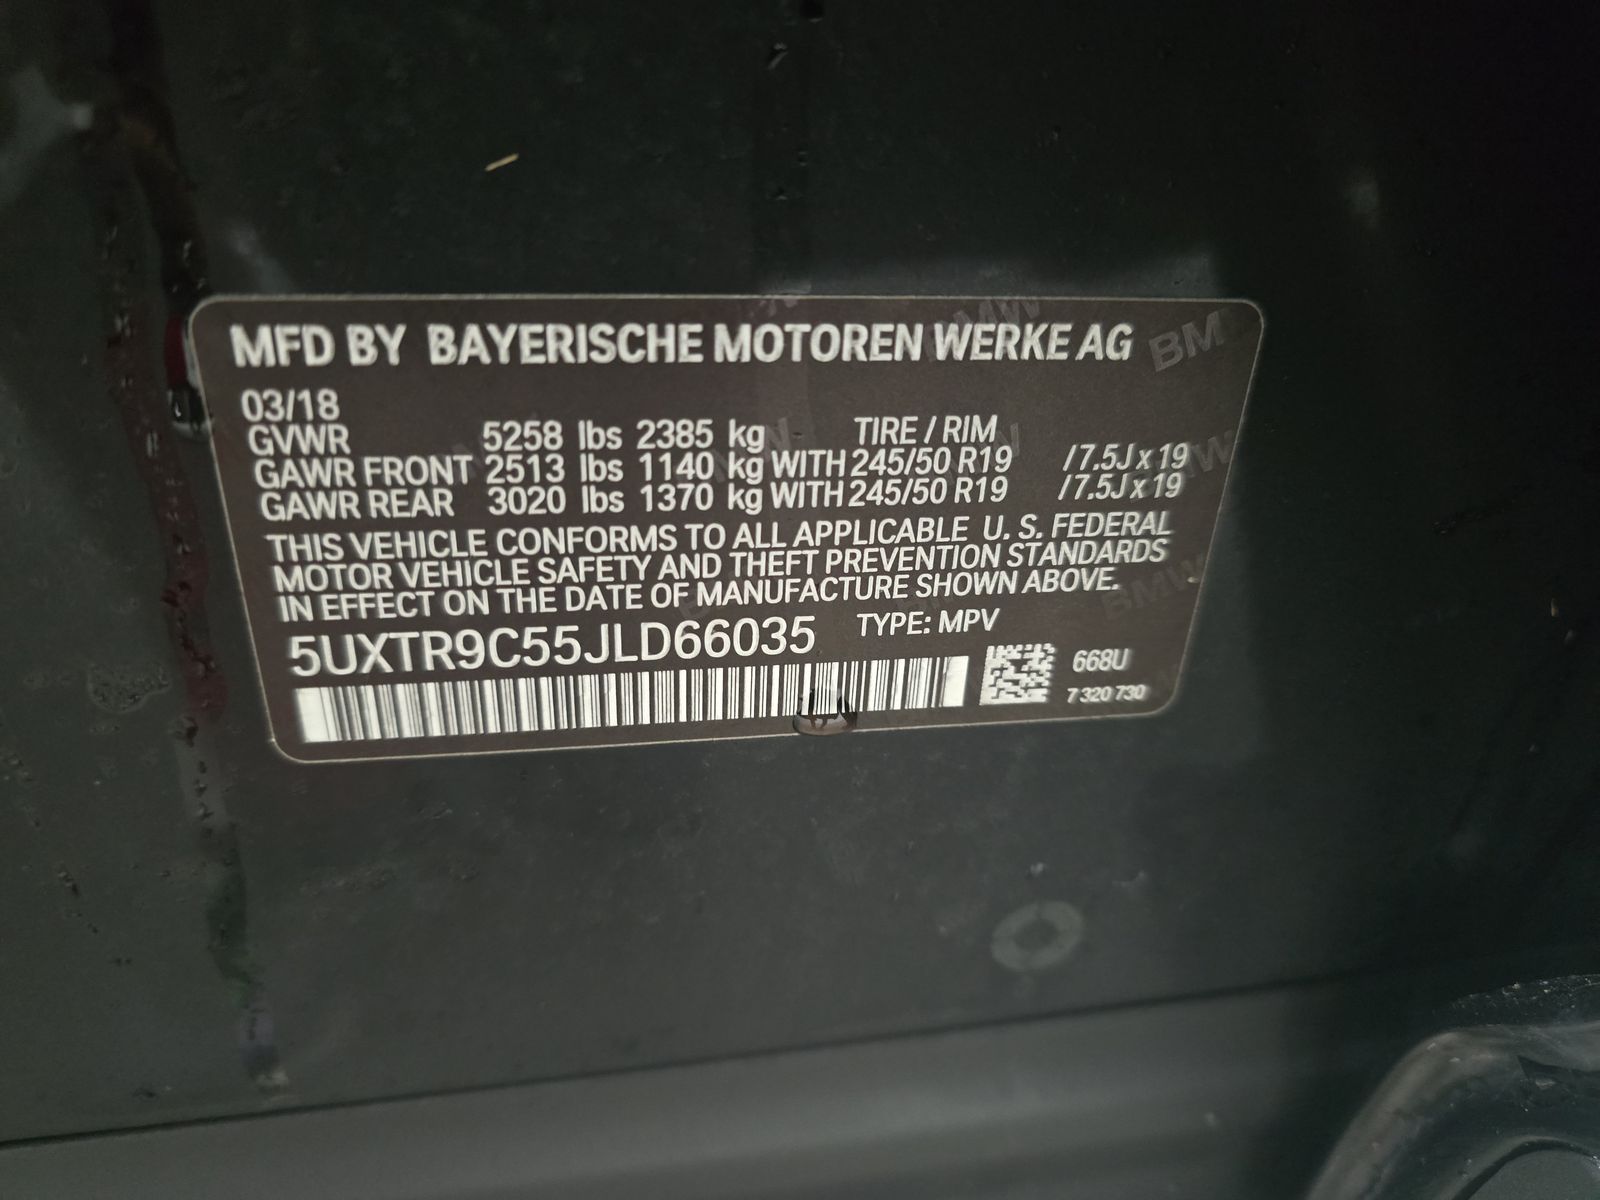 MFD BY BAYERISCHE MOTOREN WERKE AG
03/18
GVWR 5258 lbs 2385 kg TIRE / RIM
GAWR FRONT 2513 lbs 1140 kg WITH 245/50 R19 /7.5J x 19
GAWR REAR 3020 lbs 1370 kg WITH 245/50 R19 /7.5J x 19
THIS VEHICLE CONFORMS TO ALL APPLICABLE U. S. FEDERAL
MOTOR VEHICLE SAFETY AND THEFT PREVENTION STANDARDS
IN EFFECT ON THE DATE OF MANUFACTURE SHOWN ABOVE.
5UXTR9C55JLD66035 TYPE: MPV
668U
7 320 730